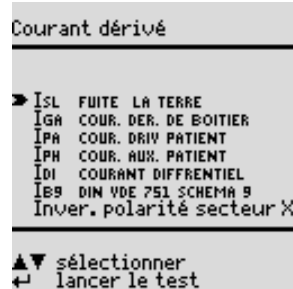 Courant dérivé
ISL FUITE LA TERRE
IGA COUR. DER. DE BOITIER
IPA COUR. DRIV PATIENT
IPH COUR. AUX. PATIENT
IDI COURANT DIFFRENTIEL
IB9 DIN VDE 751 SCHEMA 9
Inver. polarité secteur X
▲▼ sélectionner
↵ lancer le test